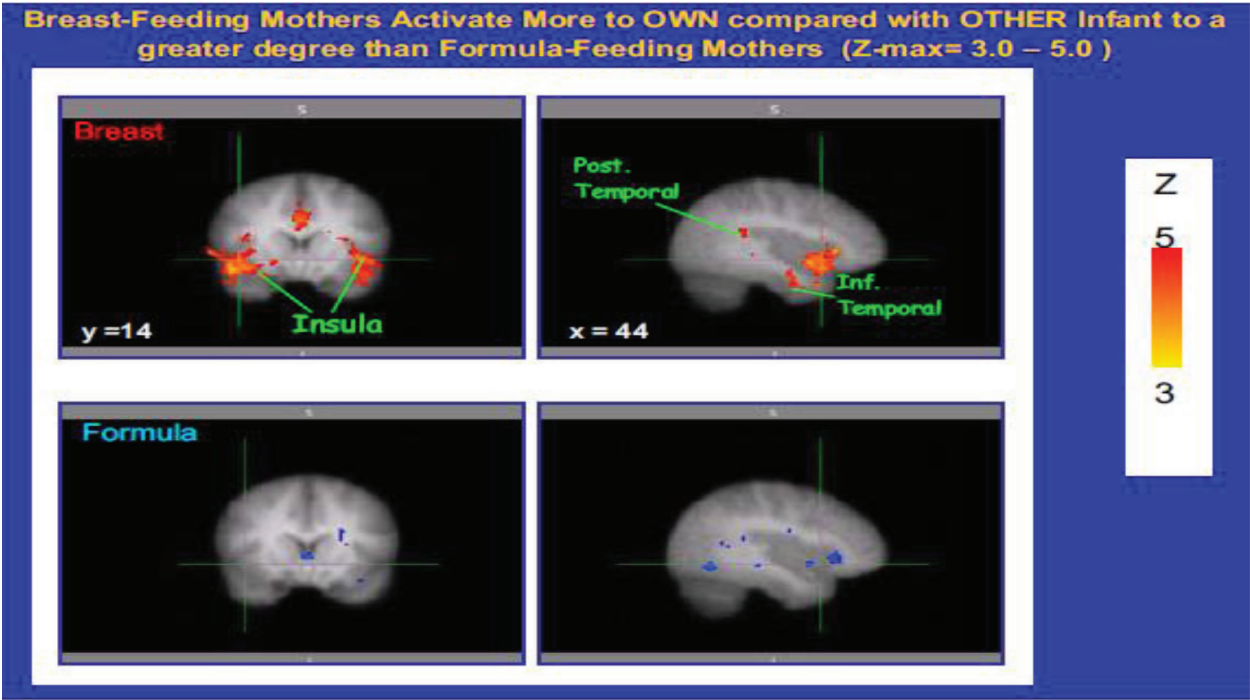 Breast-Feeding Mothers Activate More to OWN compared with OTHER Infant to a
greater degree than Formula-Feeding Mothers (Z-max= 3.0 – 5.0 )
S
S
Breast
Post.
Temporal
Inf.
Temporal
Insula
y =14
x = 44
Z
5
3
S
S
Formula